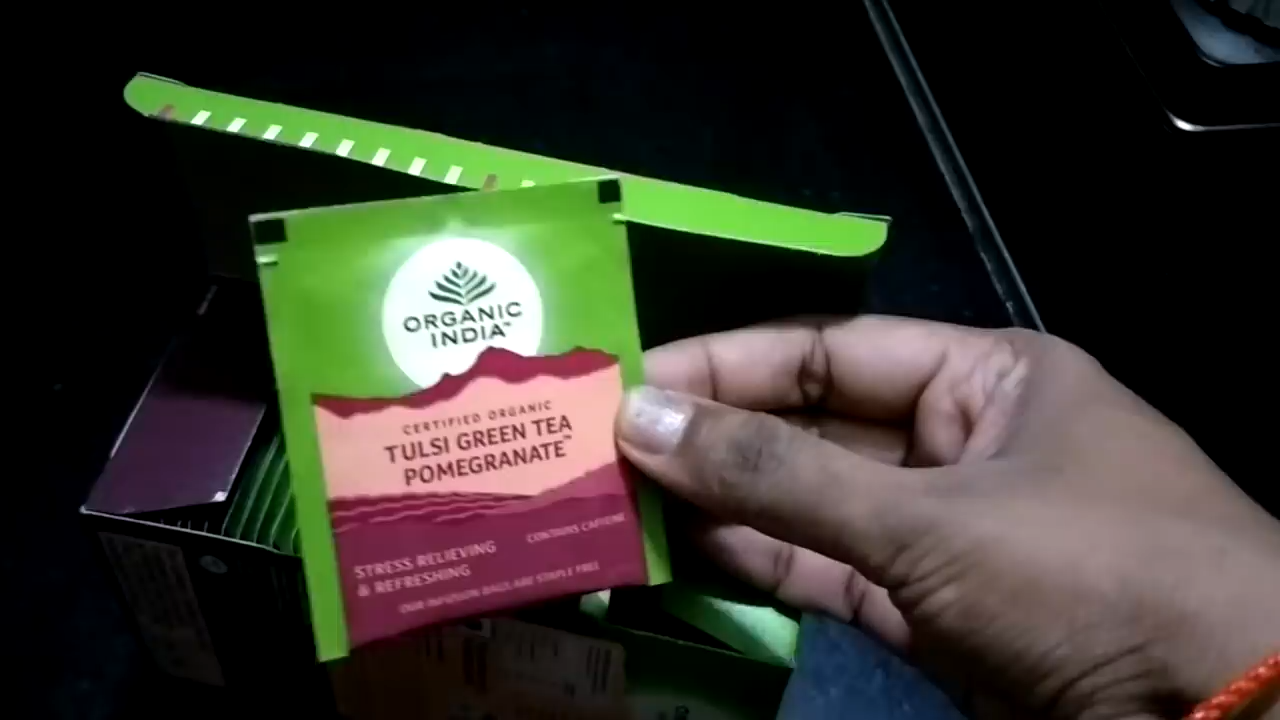 ORGANIC
INDIA™
CERTIFIED ORGANIC
TULSI GREEN TEA
POMEGRANATE™
CONTAINS CAFFEINE
STRESS RELIEVING
& REFRESHING
OUR INFUSION BAGS ARE STAPLE FREE